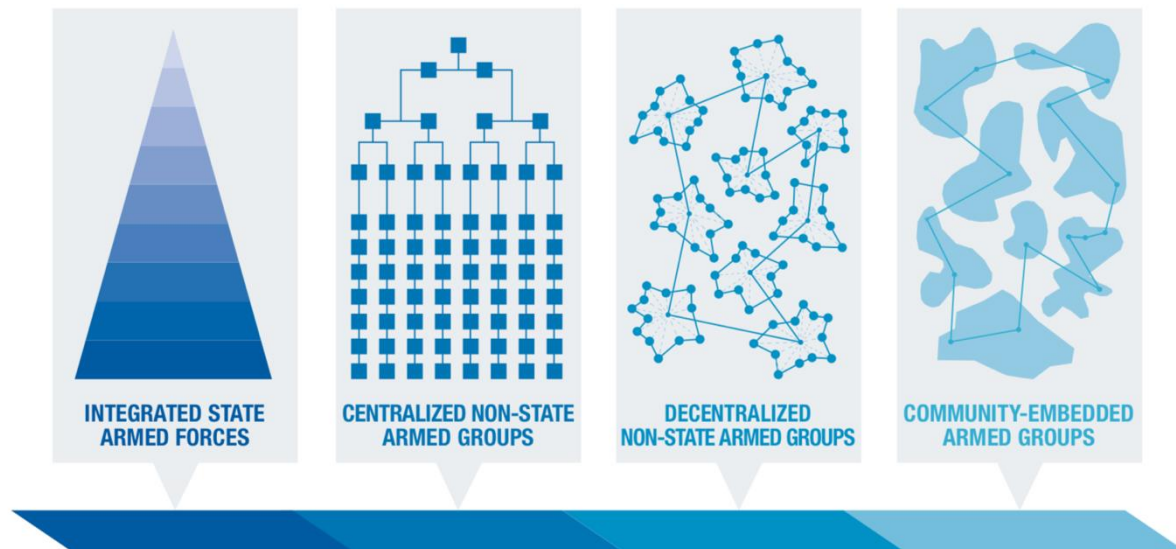 INTEGRATED STATE
ARMED FORCES
CENTRALIZED NON-STATE
ARMED GROUPS
DECENTRALIZED
NON-STATE ARMED GROUPS
COMMUNITY-EMBEDDED
ARMED GROUPS